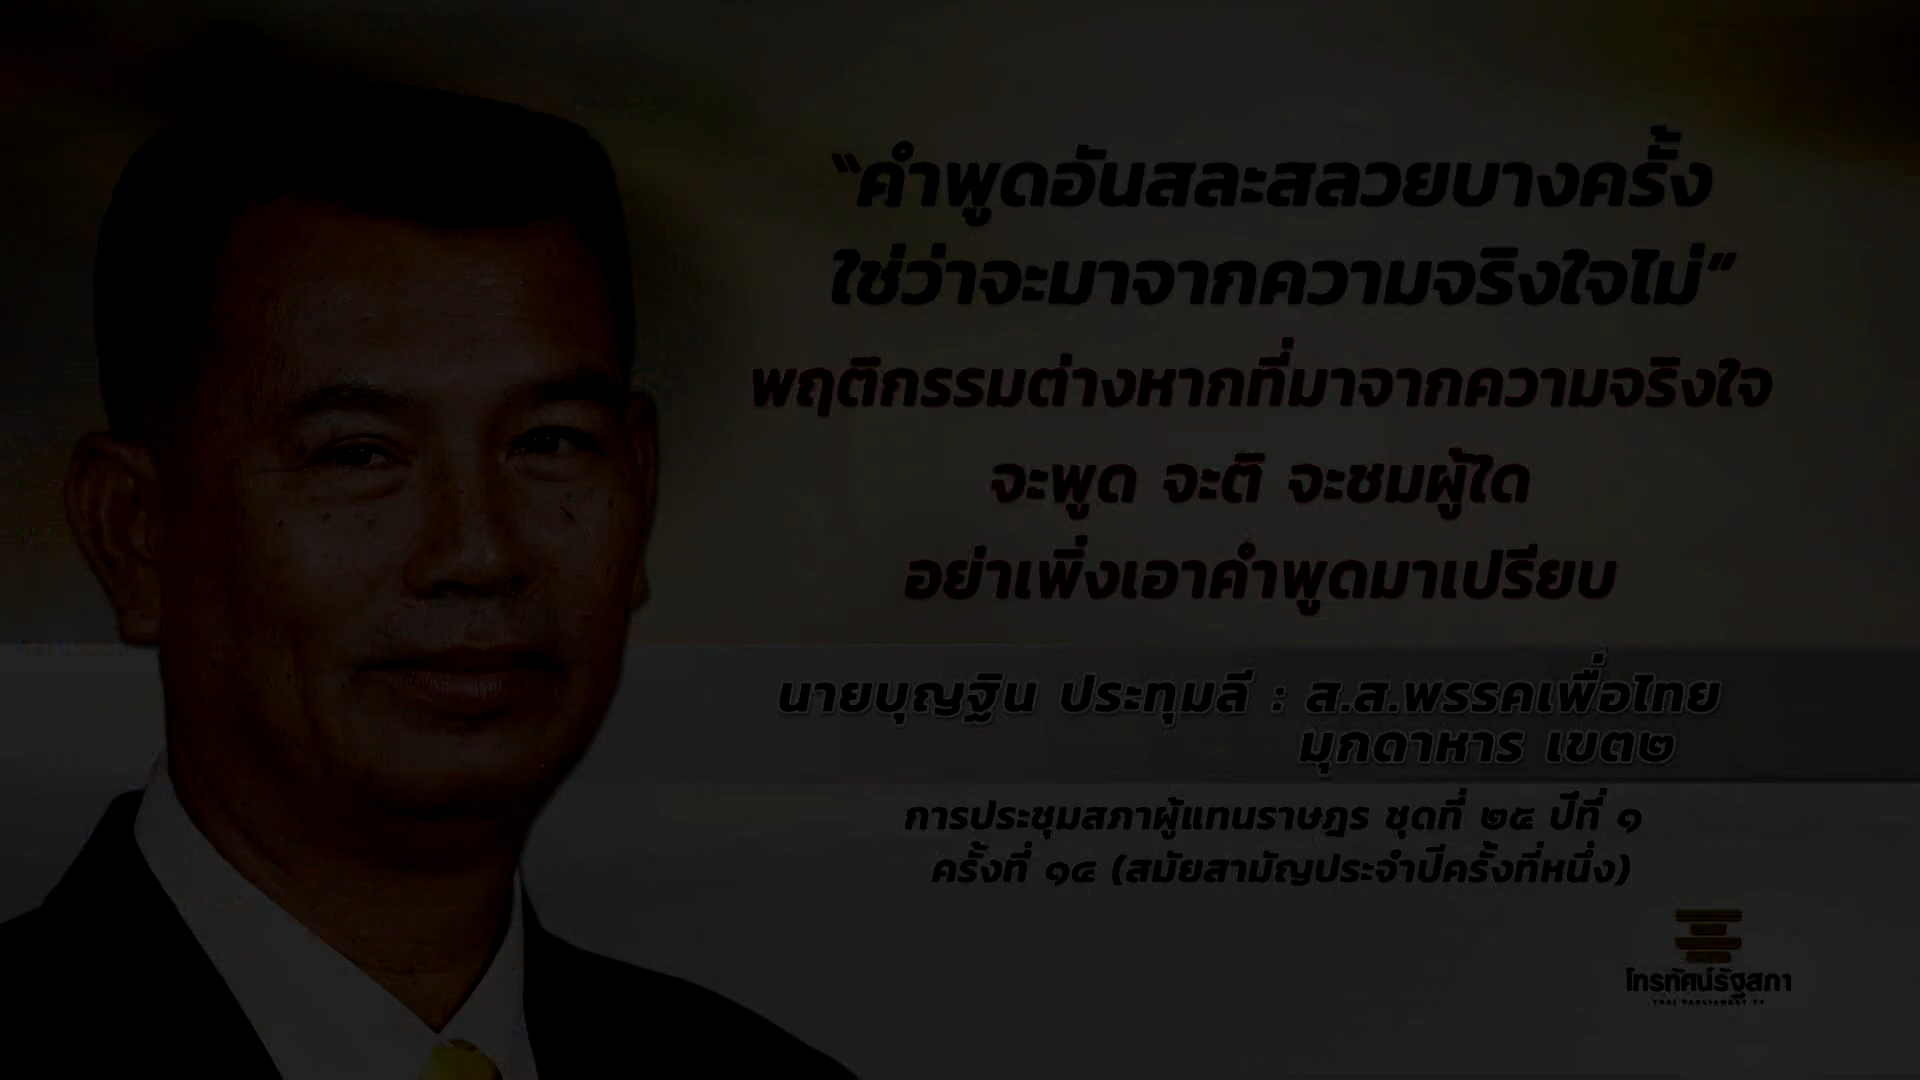 “คำพูดอันสละสลวยบางครั้ง
ใช่ว่าจะมาจากความจริงใจไม่”
พฤติกรรมต่างหากที่มาจากความจริงใจ
จะพูด จะติ จะชมผู้ใด
อย่าเพิ่งเอาคำพูดมาเปรียบ
นายบุญฐิน ประทุมลี : ส.ส.พรรคเพื่อไทย
มุกดาหาร เขต๒
การประชุมสภาผู้แทนราษฎร ชุดที่ ๒๕ ปีที่ ๑
ครั้งที่ ๑๔ (สมัยสามัญประจำปีครั้งที่หนึ่ง)
โทรทัศน์รัฐสภา
THAI PARLIAMENT TV